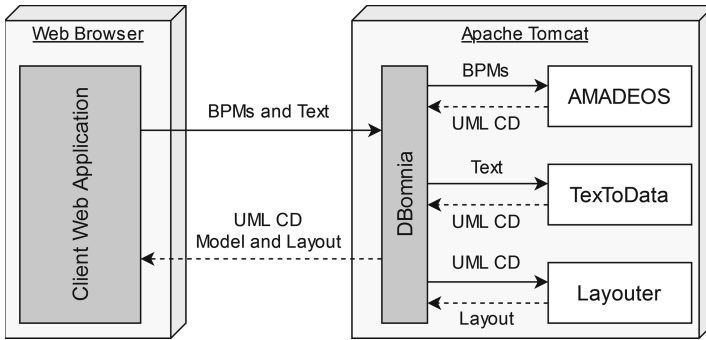 Web Browser
Apache Tomcat
Client Web Application
BPMs and Text
UML CD
Model and Layout
DBomnia
BPMs
UML CD
AMADEOS
Text
UML CD
TexToData
UML CD
Layout
Layouter